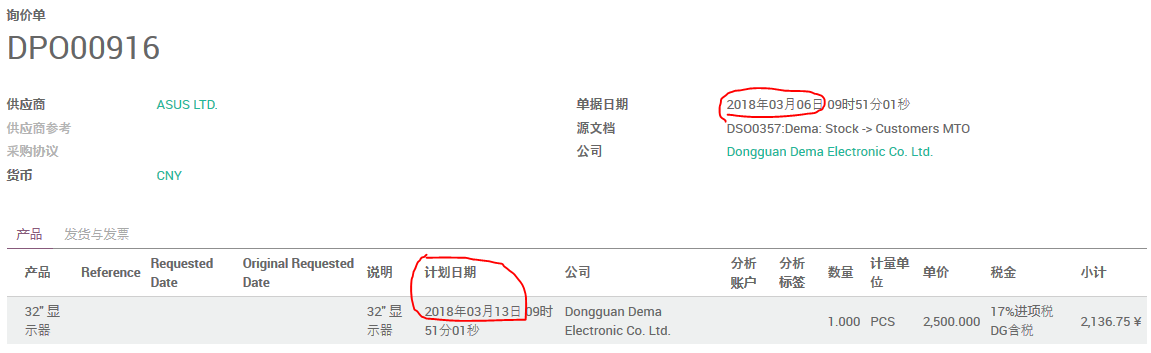 询价单
DPO00916
供应商 ASUS LTD. 单据日期 2018年03月06日 09时51分01秒
供应商参考 源文档 DSO0357:Dema: Stock -> Customers MTO
采购协议 公司 Dongguan Dema Electronic Co. Ltd.
货币 CNY
产品 发货与发票
产品 Reference Requested Date Original Requested Date 说明 计划日期 公司 分析账户 分析标签 数量 计量单位 单价 税金 小计
32" 显示器 32" 显示器 2018年03月13日 09时51分01秒 Dongguan Dema Electronic Co. Ltd. 1.000 PCS 2,500.000 17%进项税DG含税 2,136.75 ¥